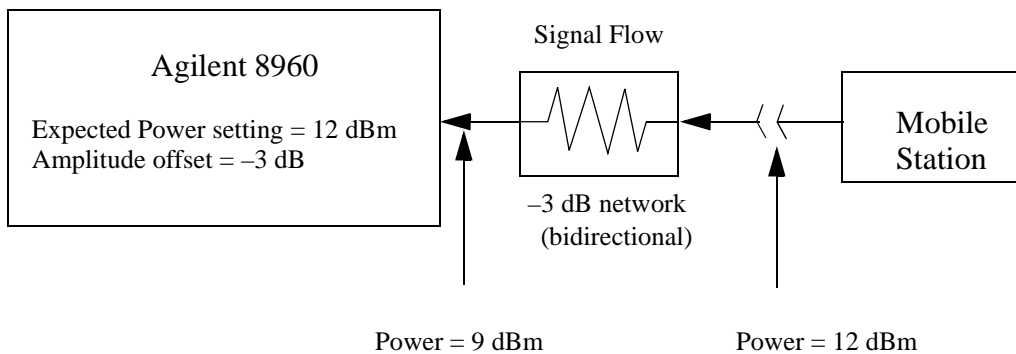 Signal Flow
Agilent 8960
Expected Power setting = 12 dBm
Amplitude offset = –3 dB
Mobile
Station
–3 dB network
(bidirectional)
Power = 9 dBm
Power = 12 dBm